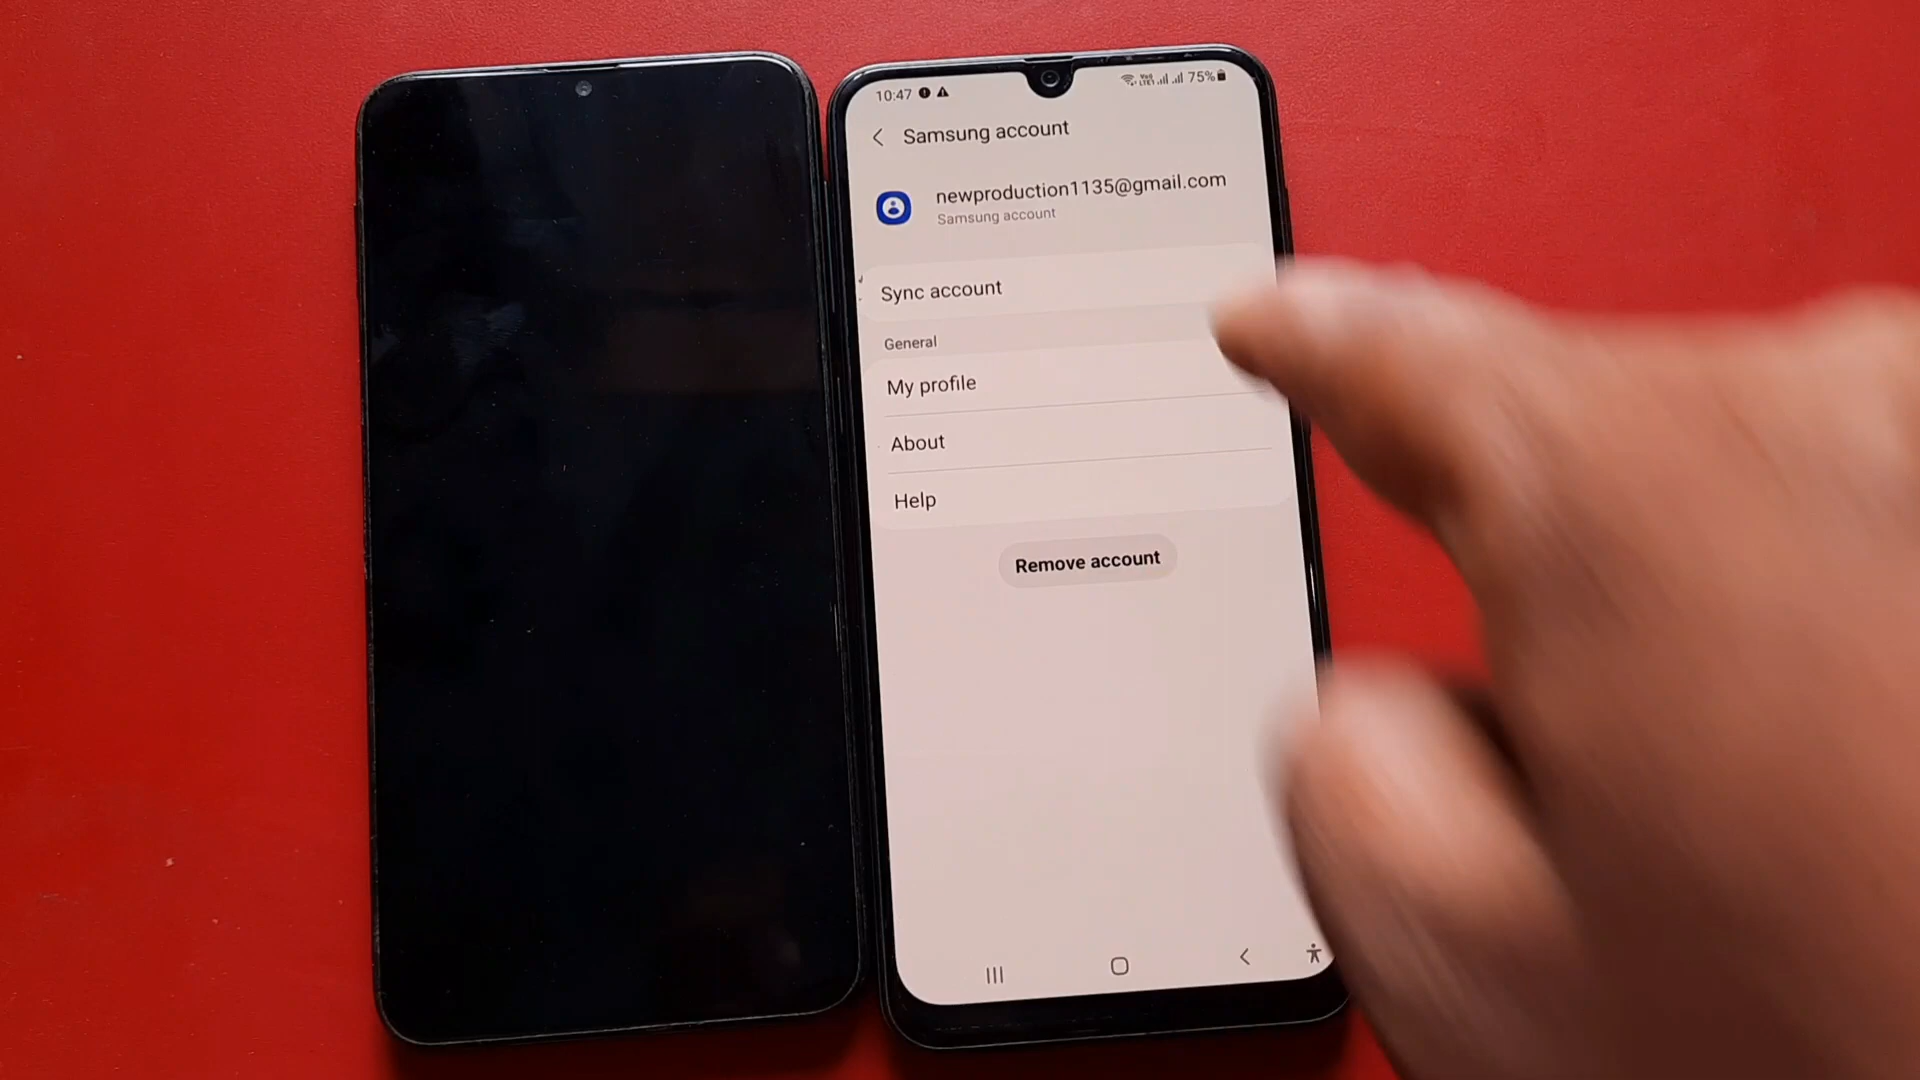 10:47
75%
Samsung account
newproduction1135@gmail.com
Samsung account
Sync account
General
My profile
About
Help
Remove account